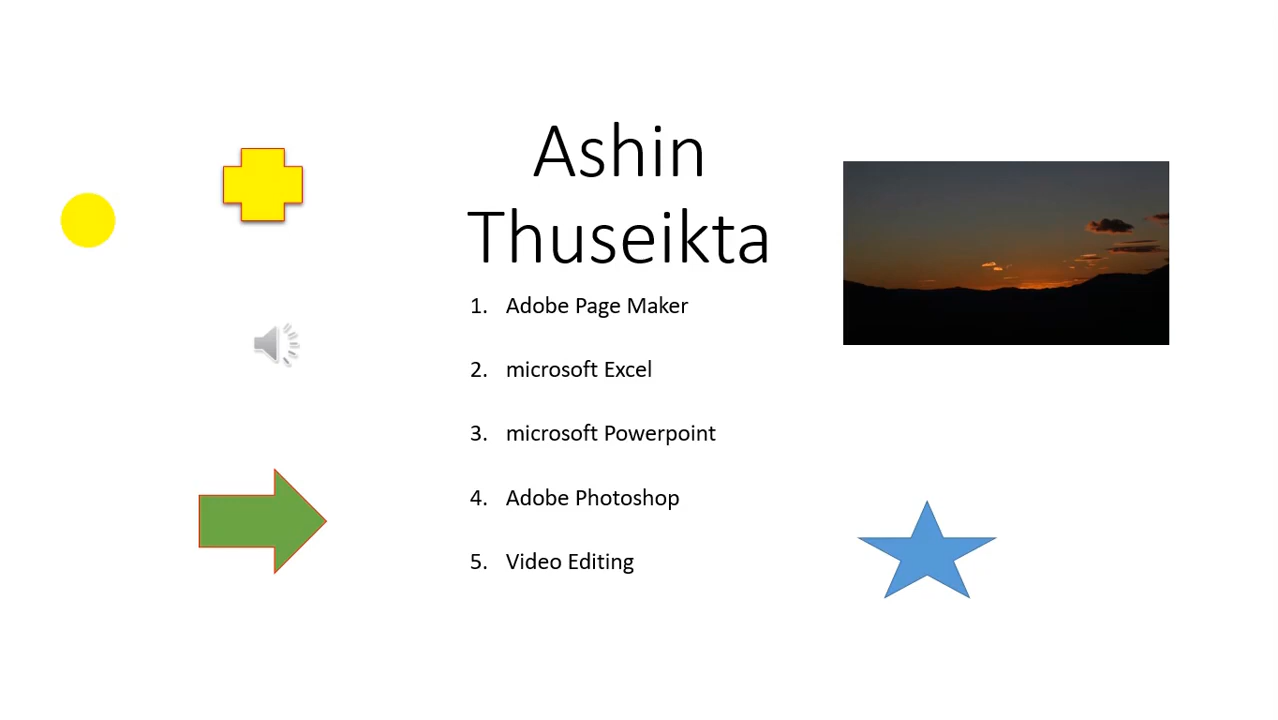 Ashin
Thuseikta
1. Adobe Page Maker
2. microsoft Excel
3. microsoft Powerpoint
4. Adobe Photoshop
5. Video Editing